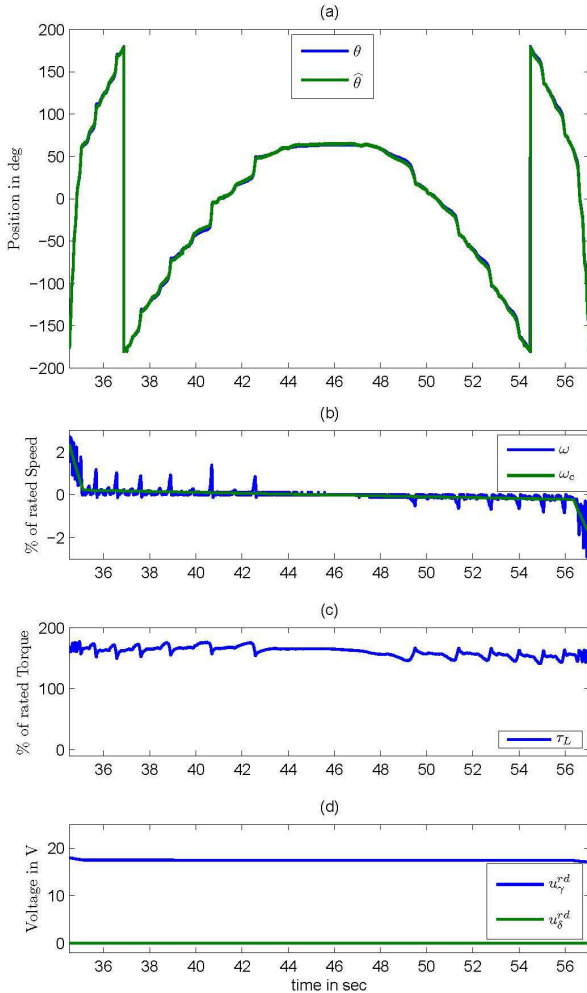 (a)
200
150
100
50
0
−50
−100
−150
−200
Position in deg
θ
θ̂
36 38 40 42 44 46 48 50 52 54 56
(b)
2
0
−2
% of rated Speed
ω
ω_c
36 38 40 42 44 46 48 50 52 54 56
(c)
200
100
0
% of rated Torque
τ_L
36 38 40 42 44 46 48 50 52 54 56
(d)
20
10
0
Voltage in V
u_γ^{rd}
u_δ^{rd}
36 38 40 42 44 46 48 50 52 54 56
time in sec